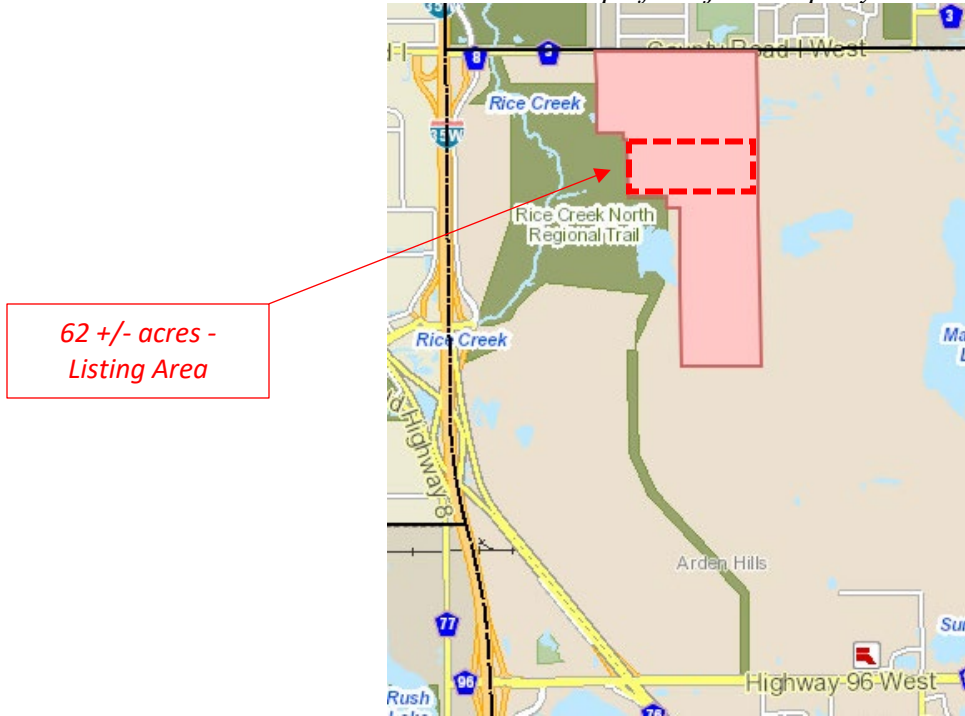 3
County Road I West
8
3
Rice Creek
35W
Rice Creek North
Regional Trail
62 +/- acres -
Listing Area
Rice Creek
Highway 8
Arden Hills
77
96
Highway 96 West
Rush
76